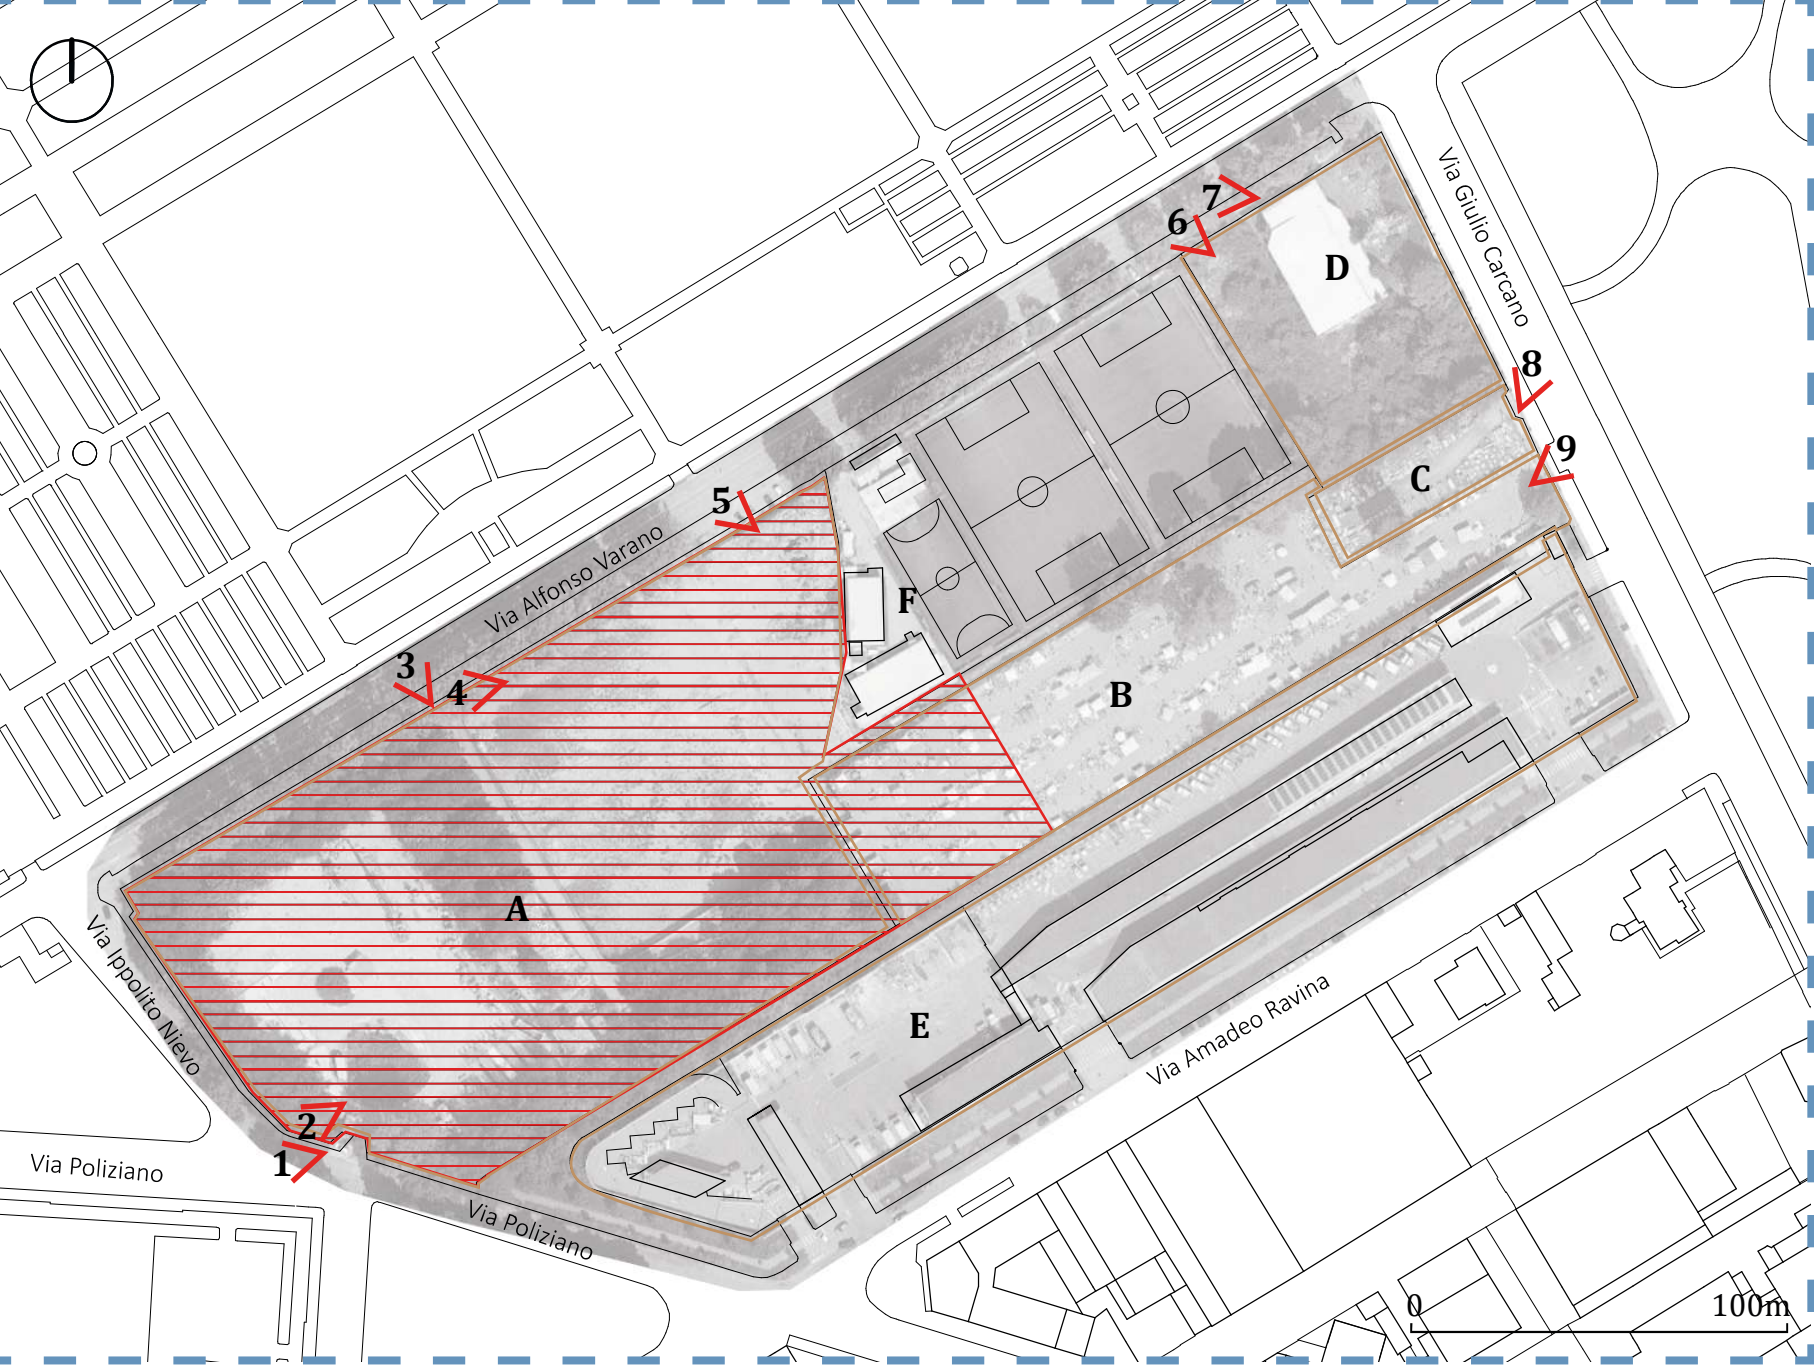 Via Giulio Carcano
7
6
D
8
9
C
5
Via Alfonso Varano
F
3
4
B
A
Via Ippolito Nievo
E
Via Amadeo Ravina
2
1
Via Poliziano
Via Poliziano
0 100m